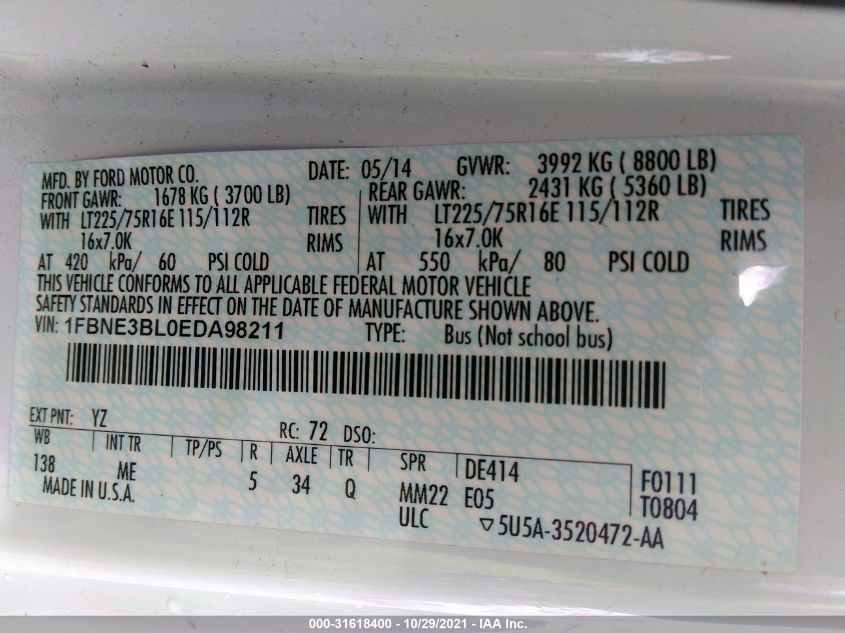 MFD. BY FORD MOTOR CO. DATE: 05/14 GVWR: 3992 KG ( 8800 LB)
FRONT GAWR: 1678 KG ( 3700 LB) REAR GAWR: 2431 KG ( 5360 LB)
WITH LT225/75R16E 115/112R TIRES WITH LT225/75R16E 115/112R TIRES
16x7.0K RIMS 16x7.0K RIMS
AT 420 kPa/ 60 PSI COLD AT 550 kPa/ 80 PSI COLD
THIS VEHICLE CONFORMS TO ALL APPLICABLE FEDERAL MOTOR VEHICLE
SAFETY STANDARDS IN EFFECT ON THE DATE OF MANUFACTURE SHOWN ABOVE.
VIN: 1FBNE3BL0EDA98211 TYPE: Bus (Not school bus)
EXT PNT: YZ RC: 72 DSO:
WB INT TR TP/PS R AXLE TR SPR DE414 F0111
138 ME 5 34 Q MM22 E05 T0804
MADE IN U.S.A. ULC ▽5U5A-3520472-AA
000-31618400 - 10/29/2021 - IAA Inc.